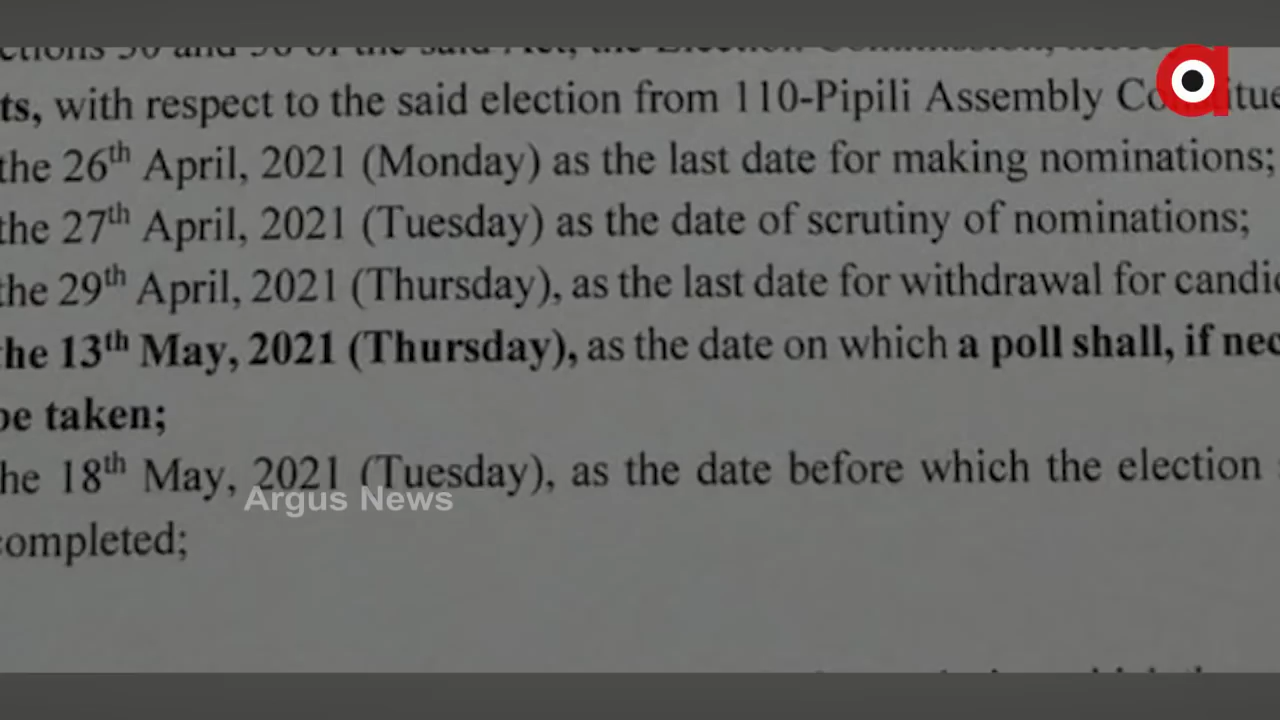 with respect to the said election from 110-Pipili Assembly
the 26th April, 2021 (Monday) as the last date for making nominations;
the 27th April, 2021 (Tuesday) as the date of scrutiny of nominations;
the 29th April, 2021 (Thursday), as the last date for withdrawal for
the 13th May, 2021 (Thursday), as the date on which a poll shall, if
be taken;
he 18th May, 2021 (Tuesday), as the date before which the election
Argus News
completed;